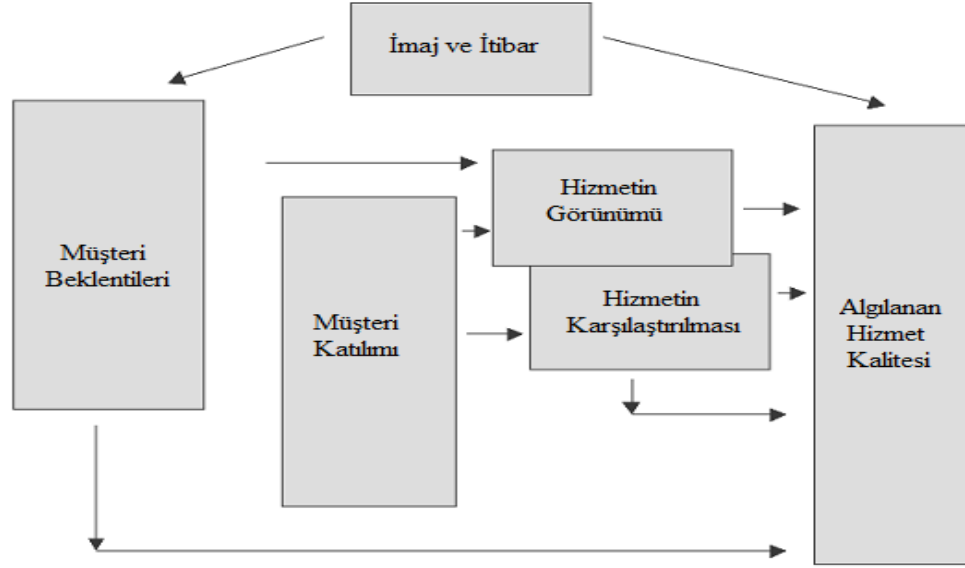 İmaj ve İtibar
Müşteri
Beklentileri
Müşteri
Katılımı
Hizmetin
Görünümü
Hizmetin
Karşılaştırılması
Algılanan
Hizmet
Kalitesi